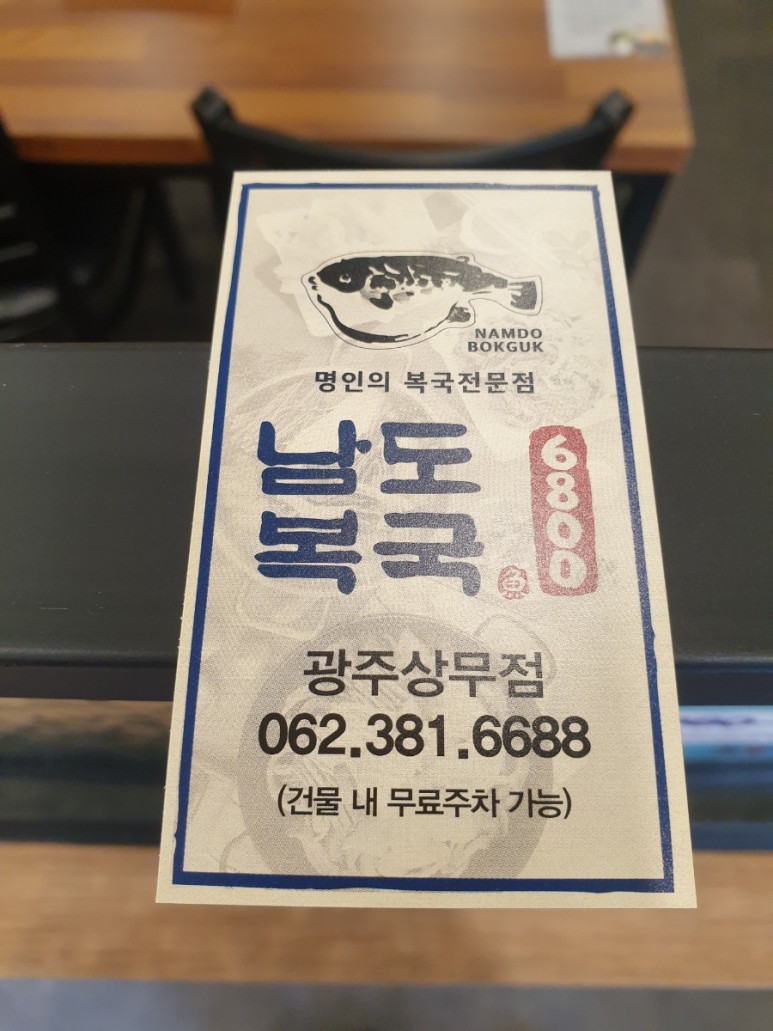 NAMDO
BOKGUK
명인의 복국전문점
남도
복국
6800
광주상무점
062.381.6688
(건물 내 무료주차 가능)